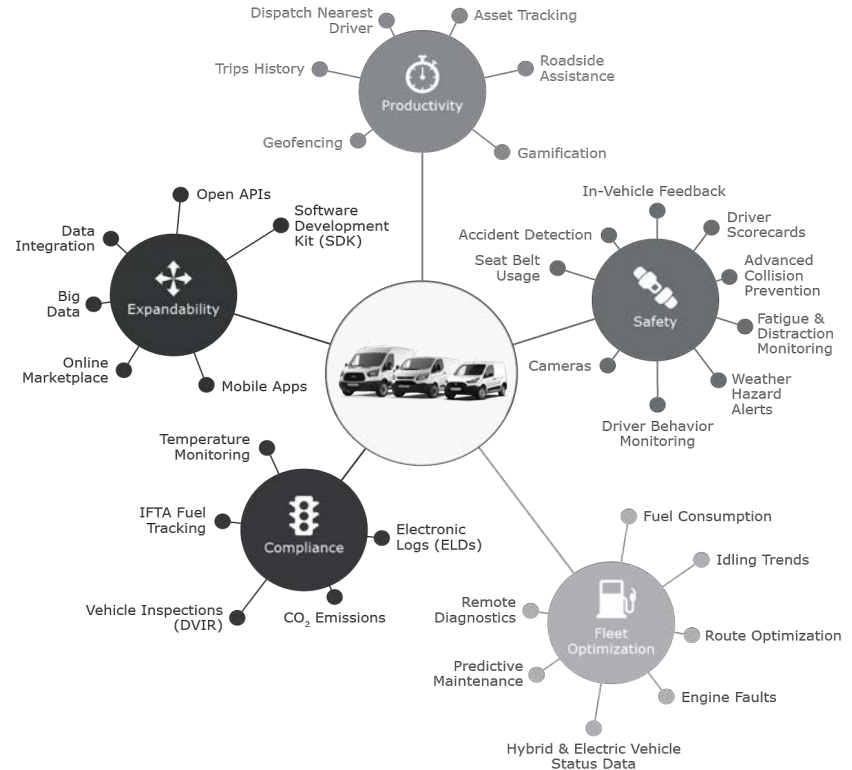 Dispatch Nearest
Driver
Asset Tracking
Trips History
Roadside
Assistance
Productivity
Geofencing
Gamification
Open APIs
Software
Development
Kit (SDK)
Data
Integration
Big
Data
Expandability
Online
Marketplace
Mobile Apps
In-Vehicle Feedback
Driver
Scorecards
Accident Detection
Seat Belt
Usage
Advanced
Collision
Prevention
Safety
Fatigue &
Distraction
Monitoring
Cameras
Weather
Hazard
Alerts
Driver Behavior
Monitoring
Temperature
Monitoring
IFTA Fuel
Tracking
Compliance
Electronic
Logs (ELDs)
Vehicle Inspections
(DVIR)
CO₂ Emissions
Fuel Consumption
Idling Trends
Remote
Diagnostics
Fleet
Optimization
Route Optimization
Predictive
Maintenance
Engine Faults
Hybrid & Electric Vehicle
Status Data